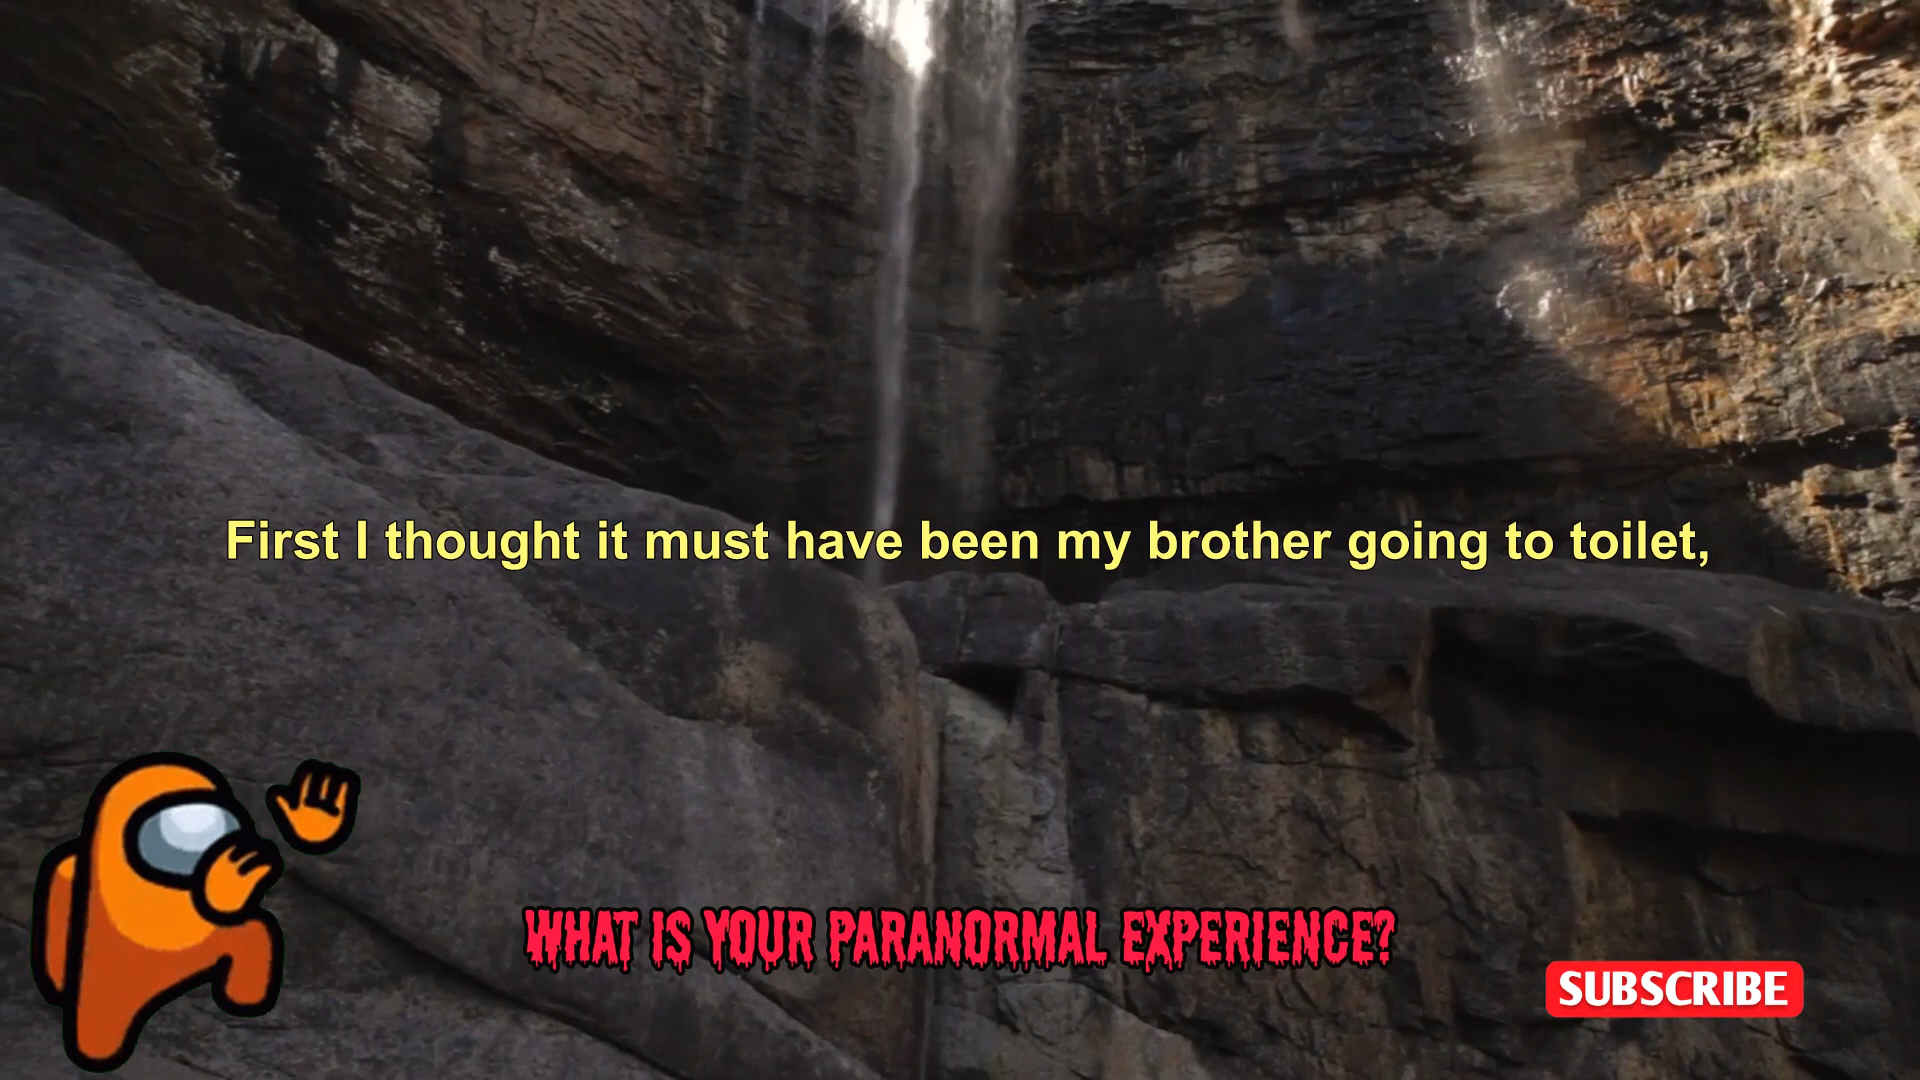 First I thought it must have been my brother going to toilet,
WHAT IS YOUR PARANORMAL EXPERIENCE?
SUBSCRIBE